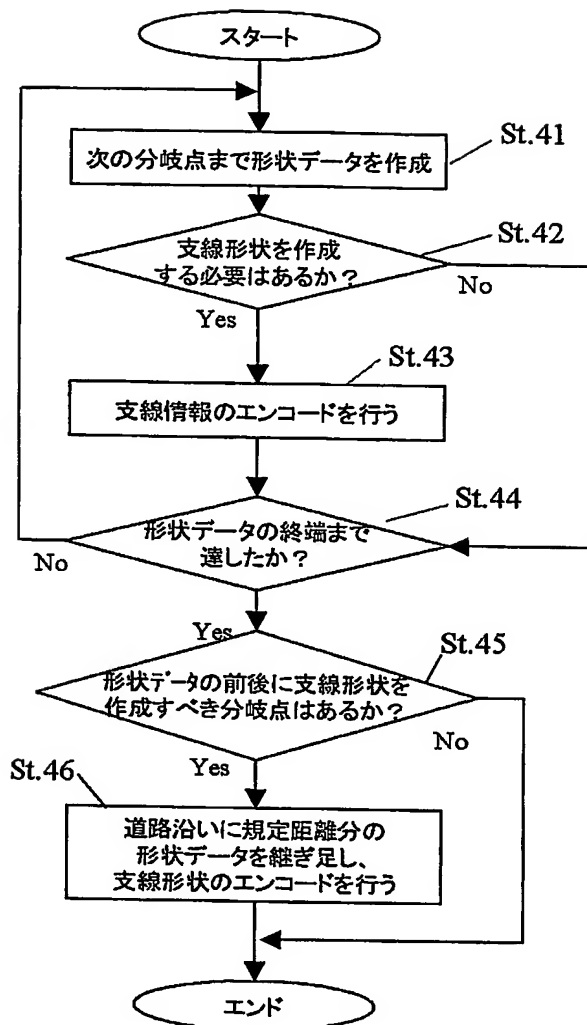 スタート
次の分岐点まで形状データを作成
St.41
支線形状を作成
する必要はあるか？
St.42
No
Yes
St.43
支線情報のエンコードを行う
St.44
形状データの終端まで
達したか？
No
Yes
St.45
形状データの前後に支線形状を
作成すべき分岐点はあるか？
No
Yes
St.46
道路沿いに規定距離分の
形状データを継ぎ足し、
支線形状のエンコードを行う
エンド